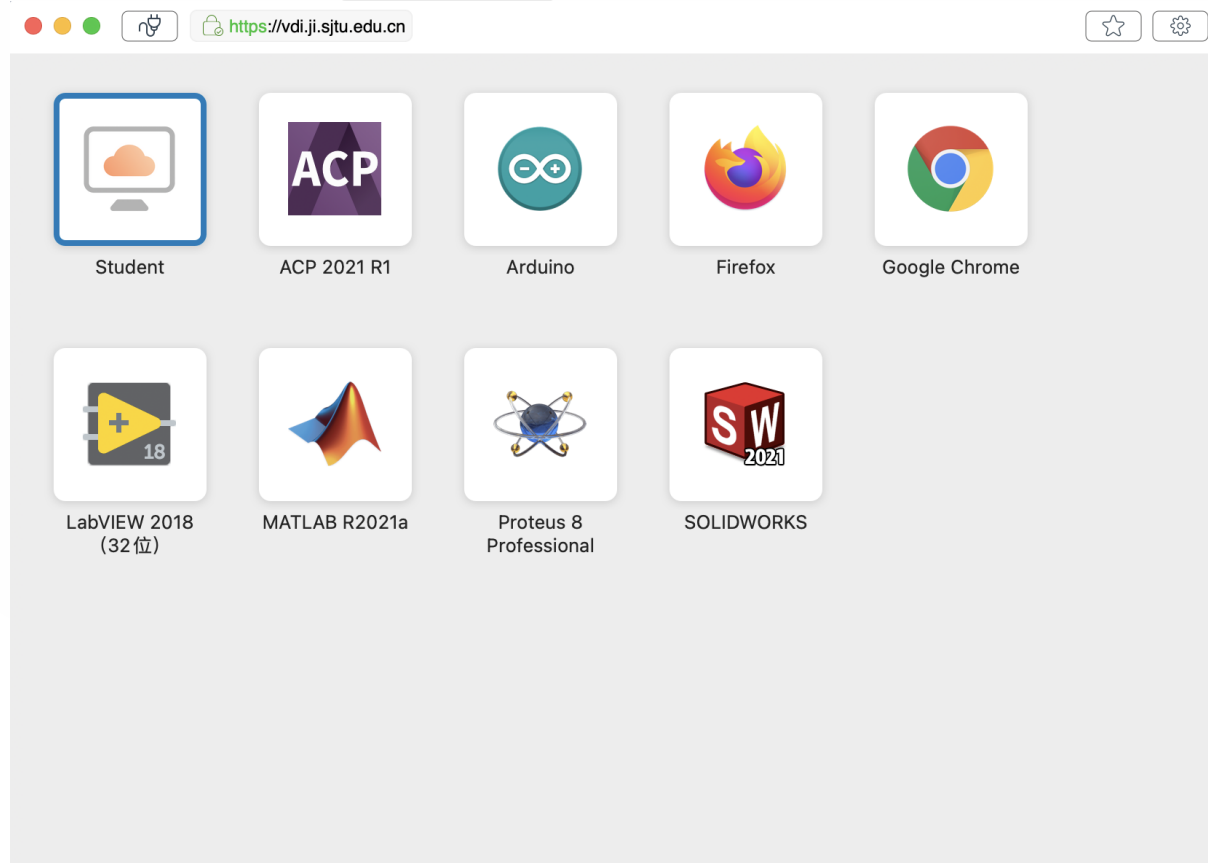 https://vdi.ji.sjtu.edu.cn
ACP
Student
ACP 2021 R1
Arduino
Firefox
Google Chrome
18
SW
2021
LabVIEW 2018
(32位)
MATLAB R2021a
Proteus 8
Professional
SOLIDWORKS